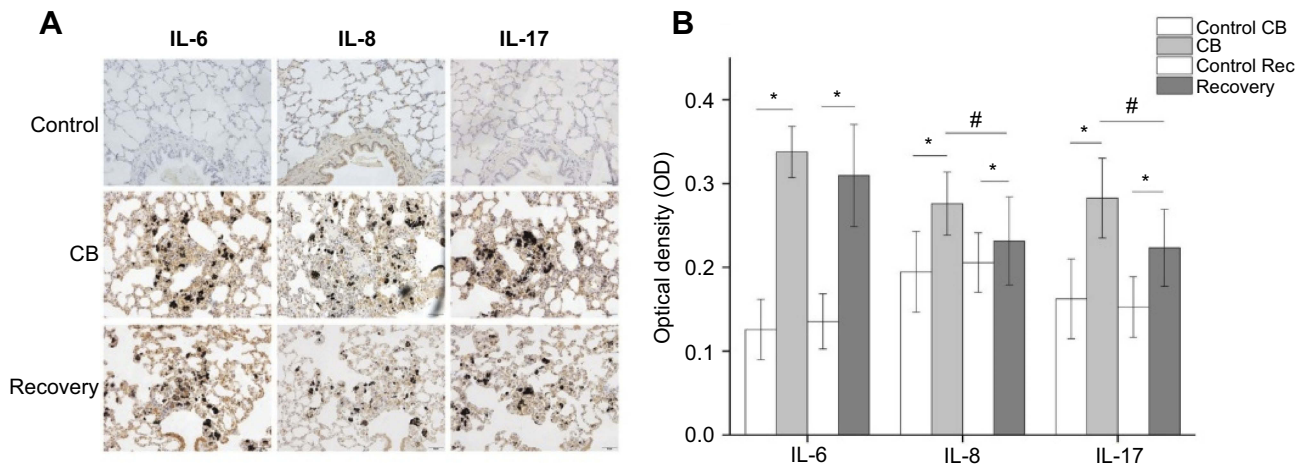 A
IL-6
IL-8
IL-17
Control
CB
Recovery
B
Control CB
CB
Control Rec
Recovery
Optical density (OD)
0.4
0.3
0.2
0.1
0.0
*
*
*
#
*
*
#
*
IL-6
IL-8
IL-17